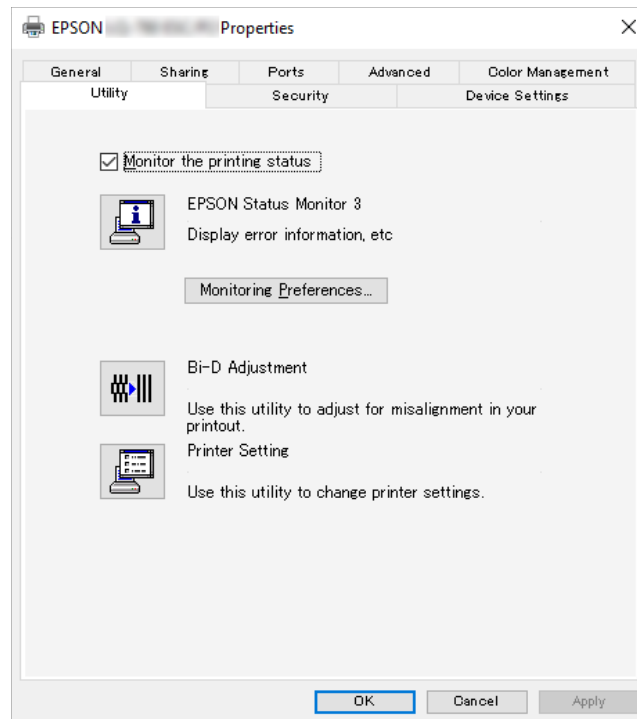 EPSON Properties
General Sharing Ports Advanced Color Management
Utility Security Device Settings
Monitor the printing status
EPSON Status Monitor 3
Display error information, etc
Monitoring Preferences...
Bi-D Adjustment
Use this utility to adjust for misalignment in your
printout.
Printer Setting
Use this utility to change printer settings.
OK Cancel Apply